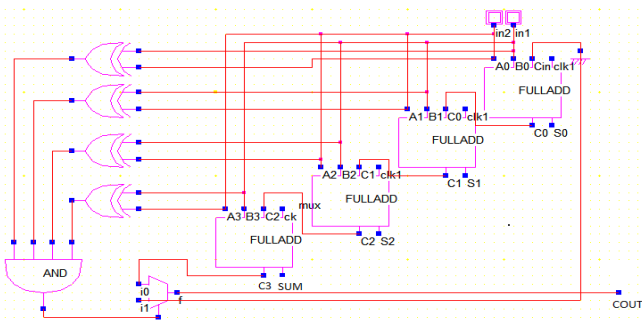 in2 in1
A0 B0 Cin clk1
FULLADD
C0 S0
A1 B1 C0 clk1
FULLADD
C1 S1
A2 B2 C1 clk1
FULLADD
C2 S2
mux
A3 B3 C2 ck
FULLADD
C3 SUM
AND
i0
i1
f
COUT